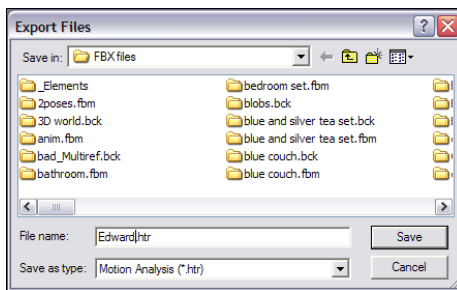 Export Files
Save in: FBX files
_Elements
2poses.fbm
3D world.bck
anim.fbm
bad_Multiref.bck
bathroom.fbm
bedroom set.fbm
blobs.bck
blue and silver tea set.bck
blue and silver tea set.fbm
blue couch.bck
blue couch.fbm
File name: Edward.htr Save
Save as type: Motion Analysis (*.htr) Cancel